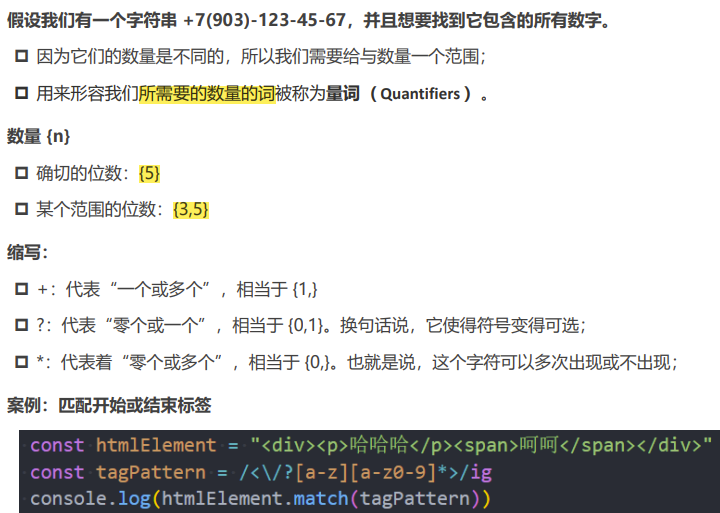 假设我们有一个字符串 +7(903)-123-45-67，并且想要找到它包含的所有数字。
因为它们的数量是不同的，所以我们需要给与数量一个范围；
用来形容我们所需要的数量的词被称为量词（ Quantifiers ）。
数量 {n}
确切的位数：{5}
某个范围的位数：{3,5}
缩写：
+：代表“一个或多个”，相当于 {1,}
?：代表“零个或一个”，相当于 {0,1}。换句话说，它使得符号变得可选；
*：代表着“零个或多个”，相当于 {0,}。也就是说，这个字符可以多次出现或不出现；
案例：匹配开始或结束标签
const htmlElement = "<div><p>哈哈哈</p><span>呵呵</span></div>"
const tagPattern = /<\/?[a-z][a-z0-9]*>/ig
console.log(htmlElement.match(tagPattern))